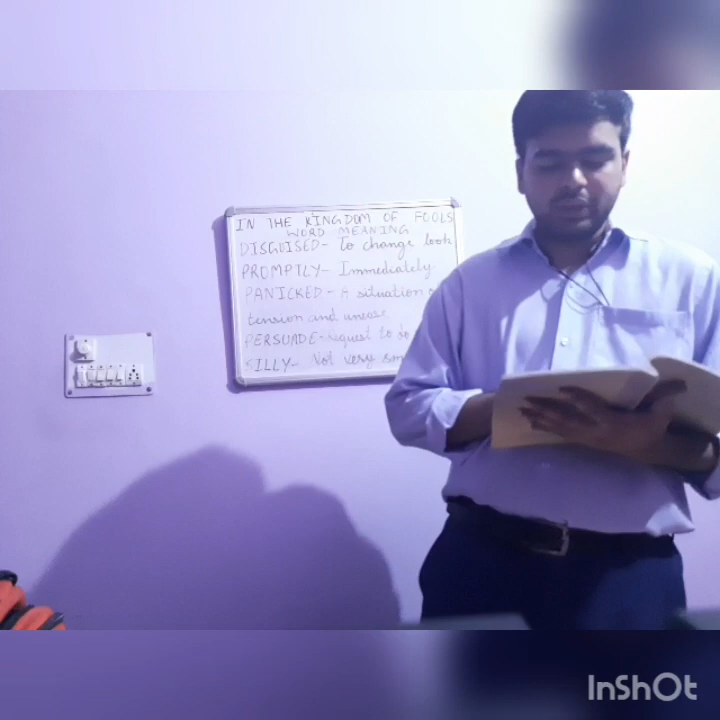 IN THE KINGDOM OF FOOLS
WORD MEANING
DISGUISED - To change look
PROMPTLY - Immediately
PANICKED - A situation
tension and unease
PERSUADE - Request to do
SILLY - Not very
InShOt